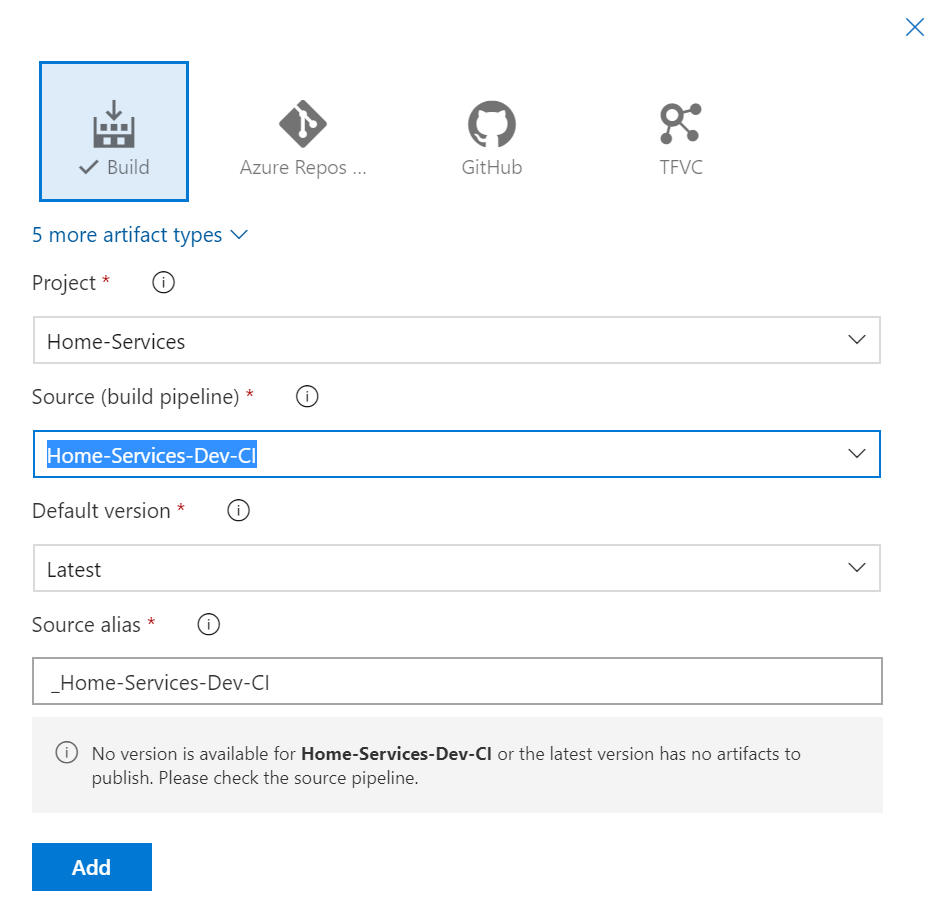 Build
Azure Repos ...
GitHub
TFVC
5 more artifact types
Project *
Home-Services
Source (build pipeline) *
Home-Services-Dev-CI
Default version *
Latest
Source alias *
_Home-Services-Dev-CI
No version is available for Home-Services-Dev-CI or the latest version has no artifacts to
publish. Please check the source pipeline.
Add